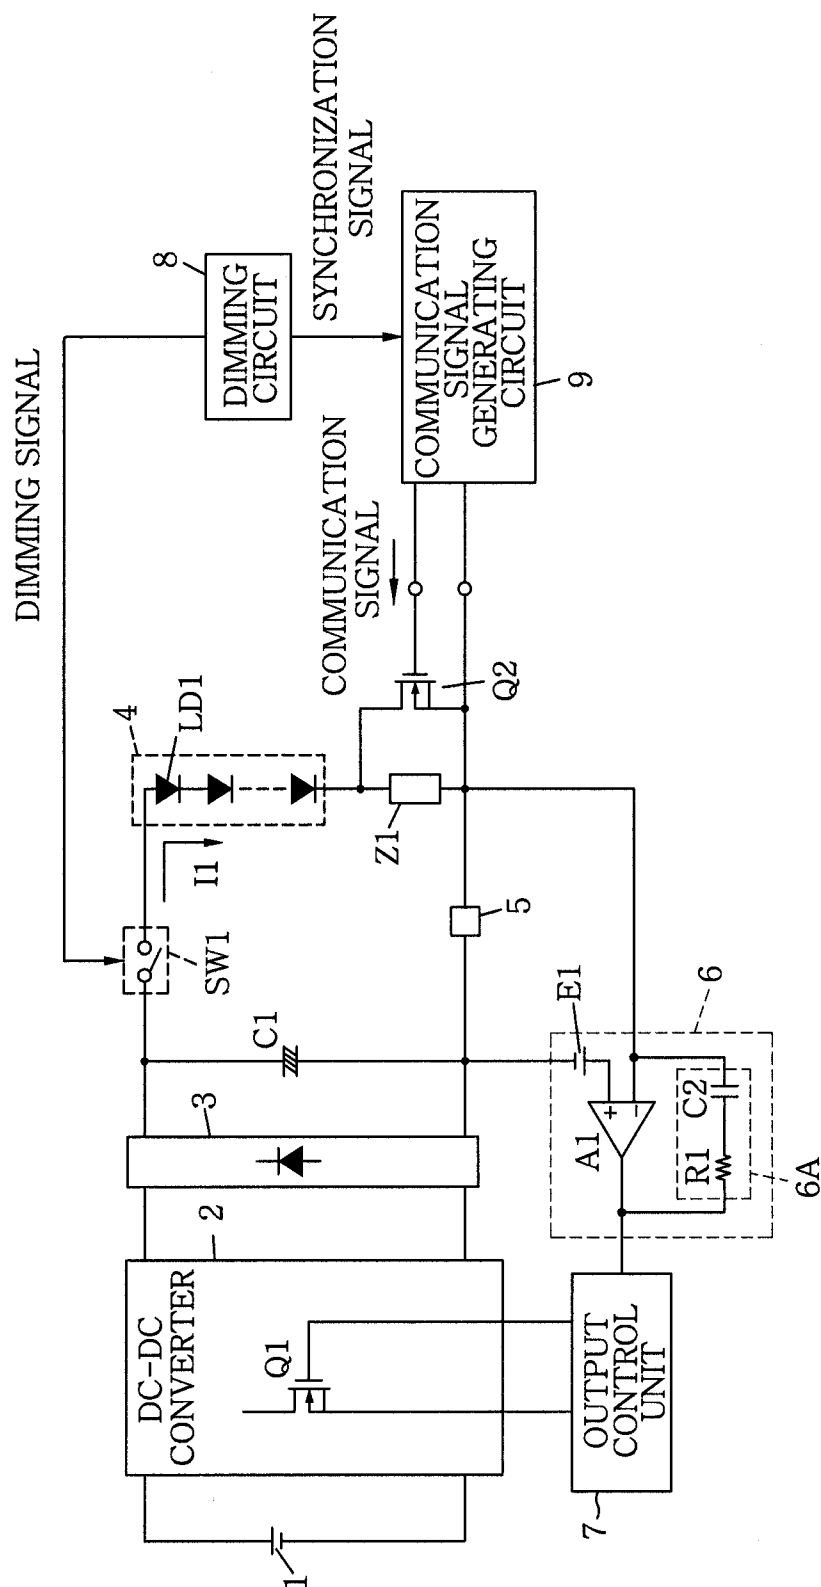 DIMMING SIGNAL
8
DIMMING
CIRCUIT
SYNCHRONIZATION
SIGNAL
COMMUNICATION
SIGNAL
GENERATING
CIRCUIT
9
COMMUNICATION
SIGNAL
Q2
4
LD1
I1
Z1
SW1
5
C1
E1
6
3
A1
+
−
C2
R1
6A
2
DC-DC
CONVERTER
Q1
OUTPUT
CONTROL
UNIT
7
1